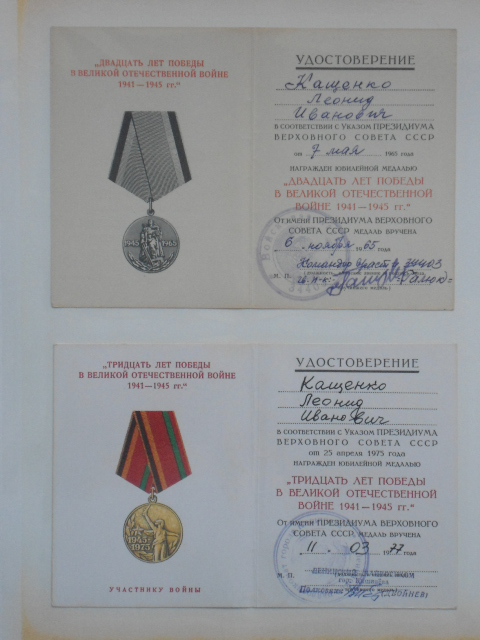 „ДВАДЦАТЬ ЛЕТ ПОБЕДЫ
В ВЕЛИКОЙ ОТЕЧЕСТВЕННОЙ ВОЙНЕ
1941—1945 гг.“
1945 1965
УДОСТОВЕРЕНИЕ
Кащенко
Леонид
Иванович
В СООТВЕТСТВИИ С УКАЗОМ ПРЕЗИДИУМА
ВЕРХОВНОГО СОВЕТА СССР
от 7 мая 1965 года
НАГРАЖДЕН ЮБИЛЕЙНОЙ МЕДАЛЬЮ
„ДВАДЦАТЬ ЛЕТ ПОБЕДЫ
В ВЕЛИКОЙ ОТЕЧЕСТВЕННОЙ
ВОЙНЕ 1941—1945 гг.“
От имени ПРЕЗИДИУМА ВЕРХОВНОГО
СОВЕТА СССР МЕДАЛЬ ВРУЧЕНА
6 ноября 1965 года
Командир
М. П.
„ТРИДЦАТЬ ЛЕТ ПОБЕДЫ
В ВЕЛИКОЙ ОТЕЧЕСТВЕННОЙ ВОЙНЕ
1941—1945 гг.“
XXX
1945
1975
УЧАСТНИКУ ВОЙНЫ
УДОСТОВЕРЕНИЕ
Кащенко
Леонид
Иванович
В СООТВЕТСТВИИ С УКАЗОМ ПРЕЗИДИУМА
ВЕРХОВНОГО СОВЕТА СССР
от 25 апреля 1975 года
НАГРАЖДЕН ЮБИЛЕЙНОЙ МЕДАЛЬЮ
„ТРИДЦАТЬ ЛЕТ ПОБЕДЫ
В ВЕЛИКОЙ ОТЕЧЕСТВЕННОЙ
ВОЙНЕ 1941—1945 гг.“
От имени ПРЕЗИДИУМА ВЕРХОВНОГО
СОВЕТА СССР МЕДАЛЬ ВРУЧЕНА
11 03 1977 года
М. П.
Полковник